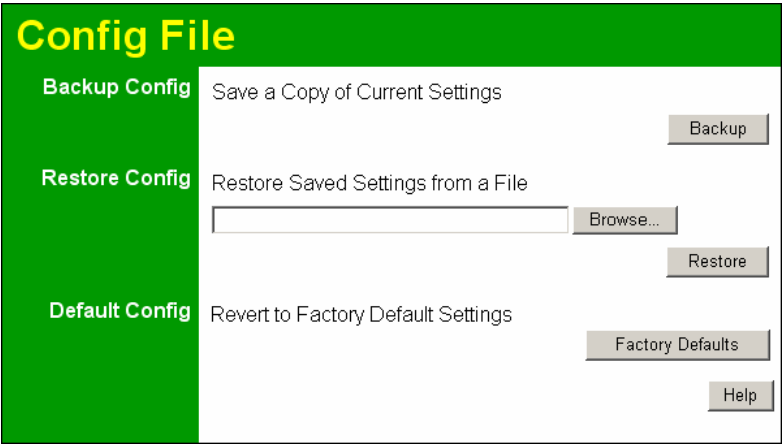 Config File
Backup Config
Save a Copy of Current Settings
Backup
Restore Config
Restore Saved Settings from a File
Browse...
Restore
Default Config
Revert to Factory Default Settings
Factory Defaults
Help